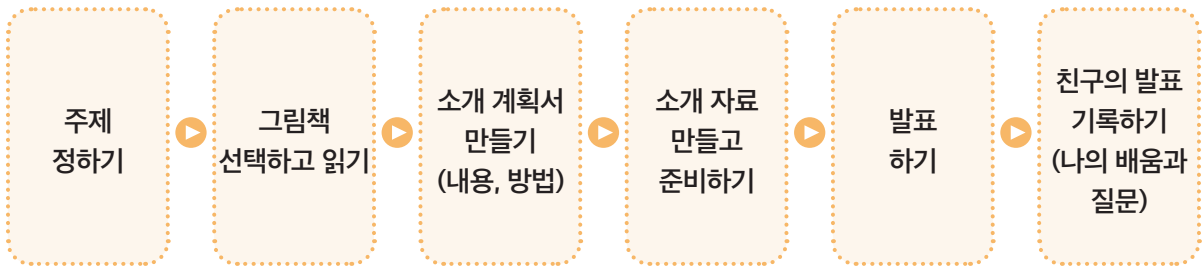 주제
정하기
그림책
선택하고 읽기
소개 계획서
만들기
(내용, 방법)
소개 자료
만들고
준비하기
발표
하기
친구의 발표
기록하기
(나의 배움과
질문)